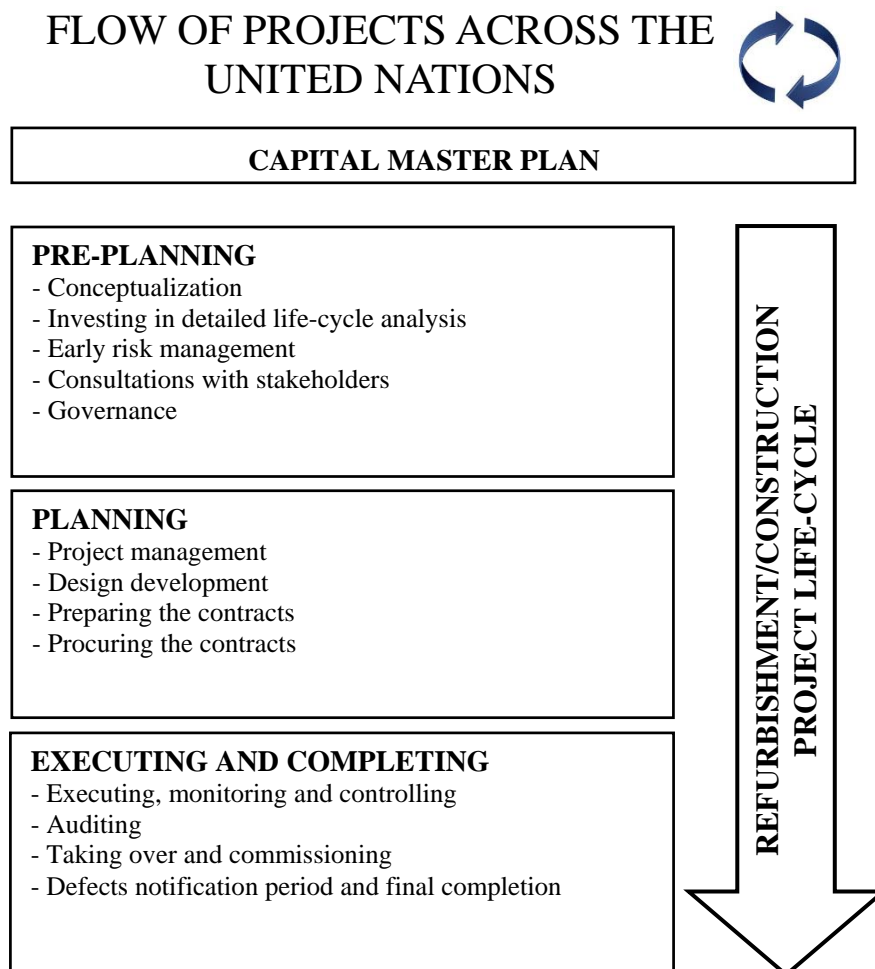 FLOW OF PROJECTS ACROSS THE
UNITED NATIONS
CAPITAL MASTER PLAN
PRE-PLANNING
- Conceptualization
- Investing in detailed life-cycle analysis
- Early risk management
- Consultations with stakeholders
- Governance
PLANNING
- Project management
- Design development
- Preparing the contracts
- Procuring the contracts
EXECUTING AND COMPLETING
- Executing, monitoring and controlling
- Auditing
- Taking over and commissioning
- Defects notification period and final completion
REFURBISHMENT/CONSTRUCTION
PROJECT LIFE-CYCLE